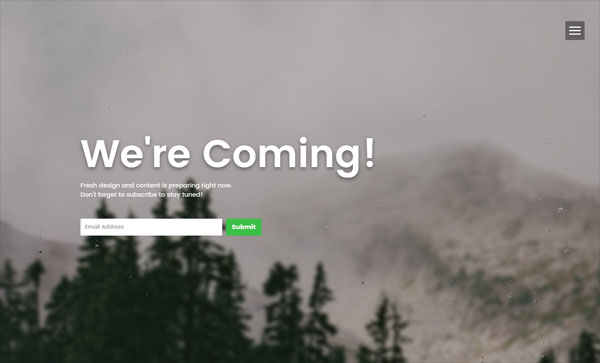 We're Coming!
Fresh design and content is preparing right now.
Don't forget to subscribe to stay tuned!
Email Address
Submit